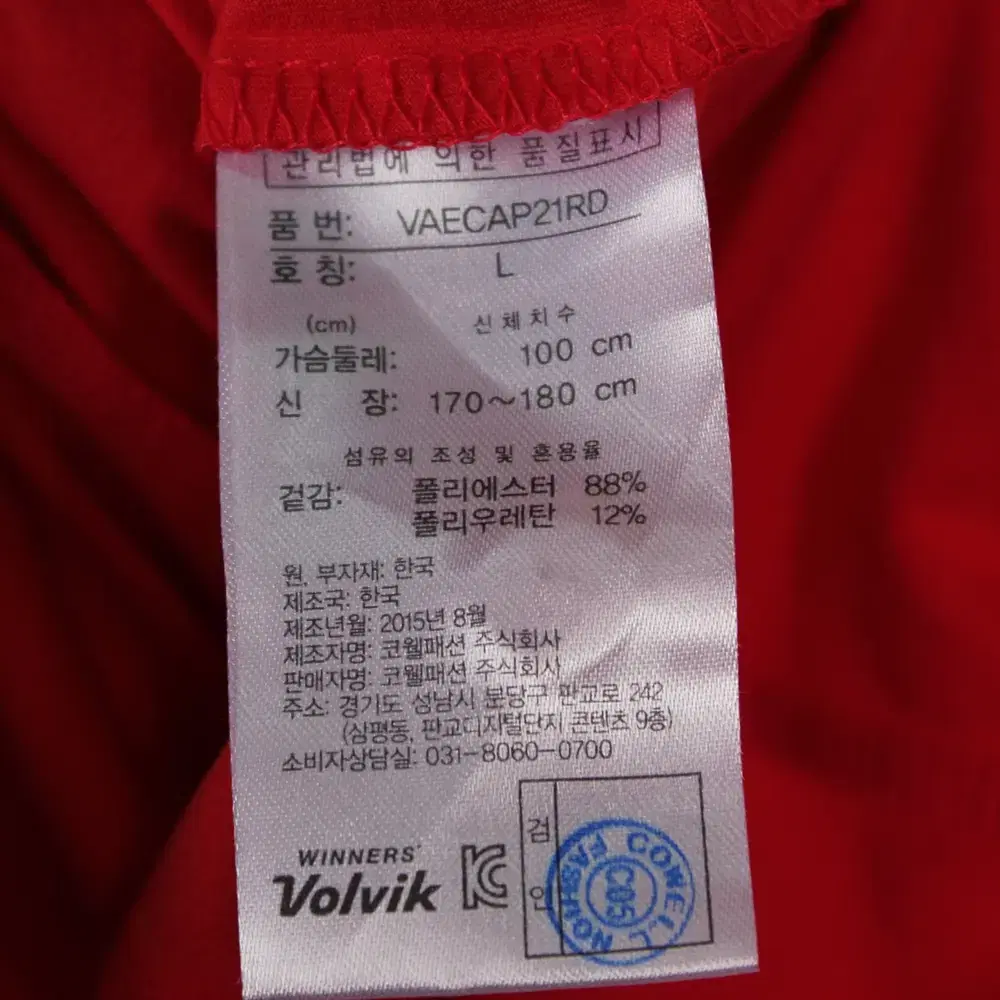 관리법에 의한 품질표시
품 번: VAECAP21RD
호 칭: L
(cm) 신체치수
가슴둘레: 100 cm
신 장: 170~180 cm
섬유의 조성 및 혼용율
겉감: 폴리에스터 88%
폴리우레탄 12%
원, 부자재: 한국
제조국: 한국
제조년월: 2015년 8월
제조자명: 코웰패션 주식회사
판매자명: 코웰패션 주식회사
주소: 경기도 성남시 분당구 판교로 242
(삼평동, 판교디지털단지 콘텐츠 9층)
소비자상담실: 031-8060-0700
WINNERS'
Volvik
KC
검
인
COWELL FASHION
C05